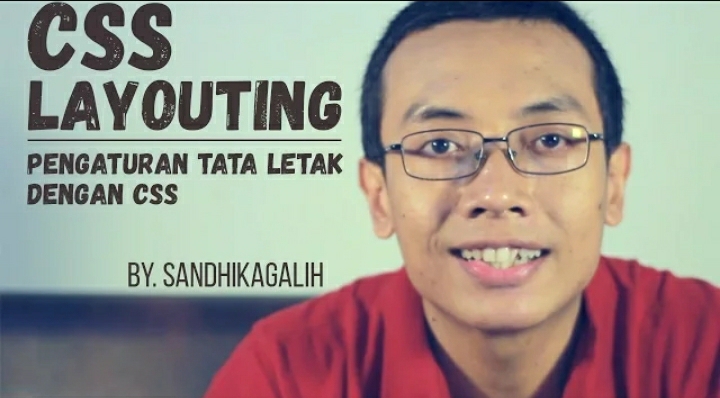 CSS
LAYOUTING
PENGATURAN TATA LETAK
DENGAN CSS
BY. SANDHIKAGALIH